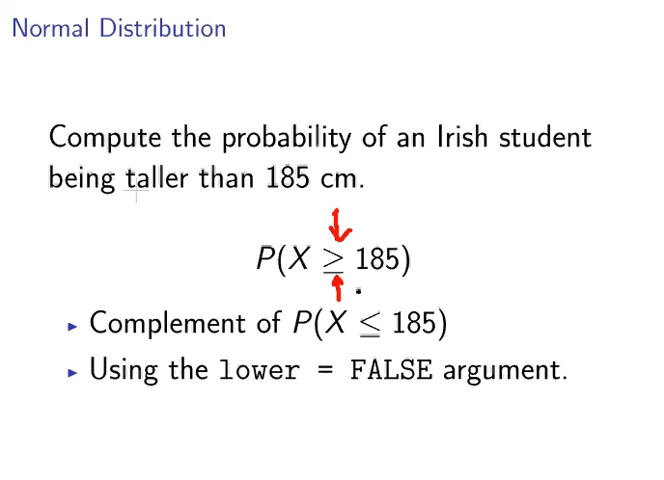 Normal Distribution
Compute the probability of an Irish student
being taller than 185 cm.
P(X ≥ 185)
▸ Complement of P(X ≤ 185)
▸ Using the lower = FALSE argument.